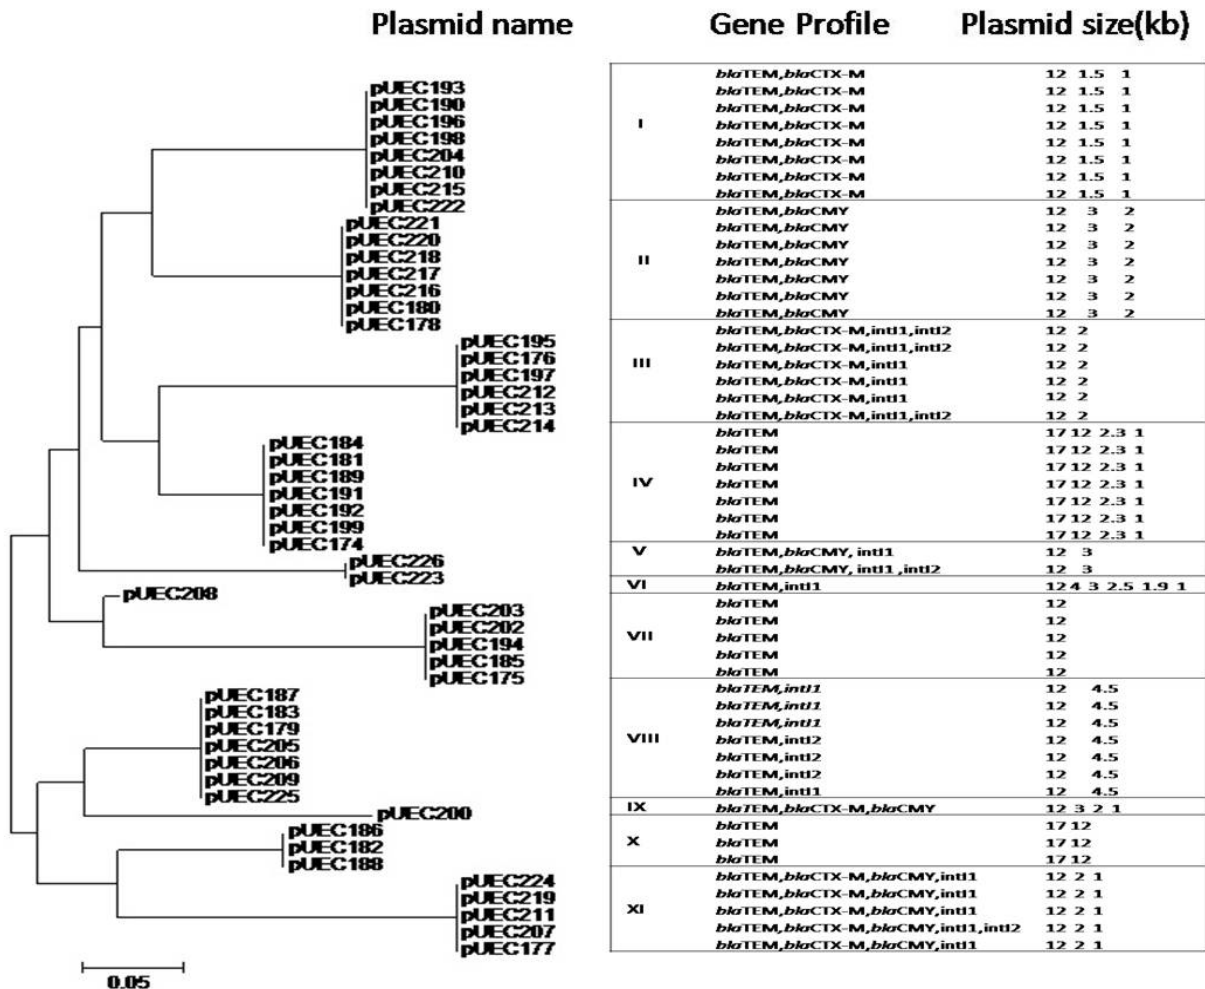 Plasmid name Gene Profile Plasmid size(kb)
pUEC193 blaTEM,blaCTX-M 12 1.5 1
pUEC190 blaTEM,blaCTX-M 12 1.5 1
pUEC196 blaTEM,blaCTX-M 12 1.5 1
pUEC198 I blaTEM,blaCTX-M 12 1.5 1
pUEC204 blaTEM,blaCTX-M 12 1.5 1
pUEC210 blaTEM,blaCTX-M 12 1.5 1
pUEC215 blaTEM,blaCTX-M 12 1.5 1
pUEC222 blaTEM,blaCTX-M 12 1.5 1
pUEC221 blaTEM,blaCMY 12 3 2
pUEC220 blaTEM,blaCMY 12 3 2
pUEC218 blaTEM,blaCMY 12 3 2
pUEC217 II blaTEM,blaCMY 12 3 2
pUEC216 blaTEM,blaCMY 12 3 2
pUEC180 blaTEM,blaCMY 12 3 2
pUEC178 blaTEM,blaCMY 12 3 2
pUEC195 blaTEM,blaCTX-M,intI1,intI2 12 2
pUEC176 blaTEM,blaCTX-M,intI1,intI2 12 2
pUEC197 III blaTEM,blaCTX-M,intI1 12 2
pUEC212 blaTEM,blaCTX-M,intI1 12 2
pUEC213 blaTEM,blaCTX-M,intI1 12 2
pUEC214 blaTEM,blaCTX-M,intI1,intI2 12 2
pUEC184 blaTEM 17 12 2.3 1
pUEC181 blaTEM 17 12 2.3 1
pUEC189 blaTEM 17 12 2.3 1
pUEC191 IV blaTEM 17 12 2.3 1
pUEC192 blaTEM 17 12 2.3 1
pUEC199 blaTEM 17 12 2.3 1
pUEC174 blaTEM 17 12 2.3 1
pUEC226 V blaTEM,blaCMY, intI1 12 3
pUEC223 blaTEM,blaCMY, intI1 ,intI2 12 3
pUEC208 VI blaTEM,intI1 12 4 3 2.5 1.9 1
pUEC203 blaTEM 12
pUEC202 blaTEM 12
pUEC194 VII blaTEM 12
pUEC185 blaTEM 12
pUEC175 blaTEM 12
pUEC187 blaTEM,intI1 12 4.5
pUEC183 blaTEM,intI1 12 4.5
pUEC179 blaTEM,intI1 12 4.5
pUEC205 VIII blaTEM,intI2 12 4.5
pUEC206 blaTEM,intI2 12 4.5
pUEC209 blaTEM,intI2 12 4.5
pUEC225 blaTEM,intI1 12 4.5
pUEC200 IX blaTEM,blaCTX-M,blaCMY 12 3 2 1
pUEC186 blaTEM 17 12
pUEC182 X blaTEM 17 12
pUEC188 blaTEM 17 12
pUEC224 blaTEM,blaCTX-M,blaCMY,intI1 12 2 1
pUEC219 blaTEM,blaCTX-M,blaCMY,intI1 12 2 1
pUEC211 XI blaTEM,blaCTX-M,blaCMY,intI1 12 2 1
pUEC207 blaTEM,blaCTX-M,blaCMY,intI1,intI2 12 2 1
pUEC177 blaTEM,blaCTX-M,blaCMY,intI1 12 2 1
0.05